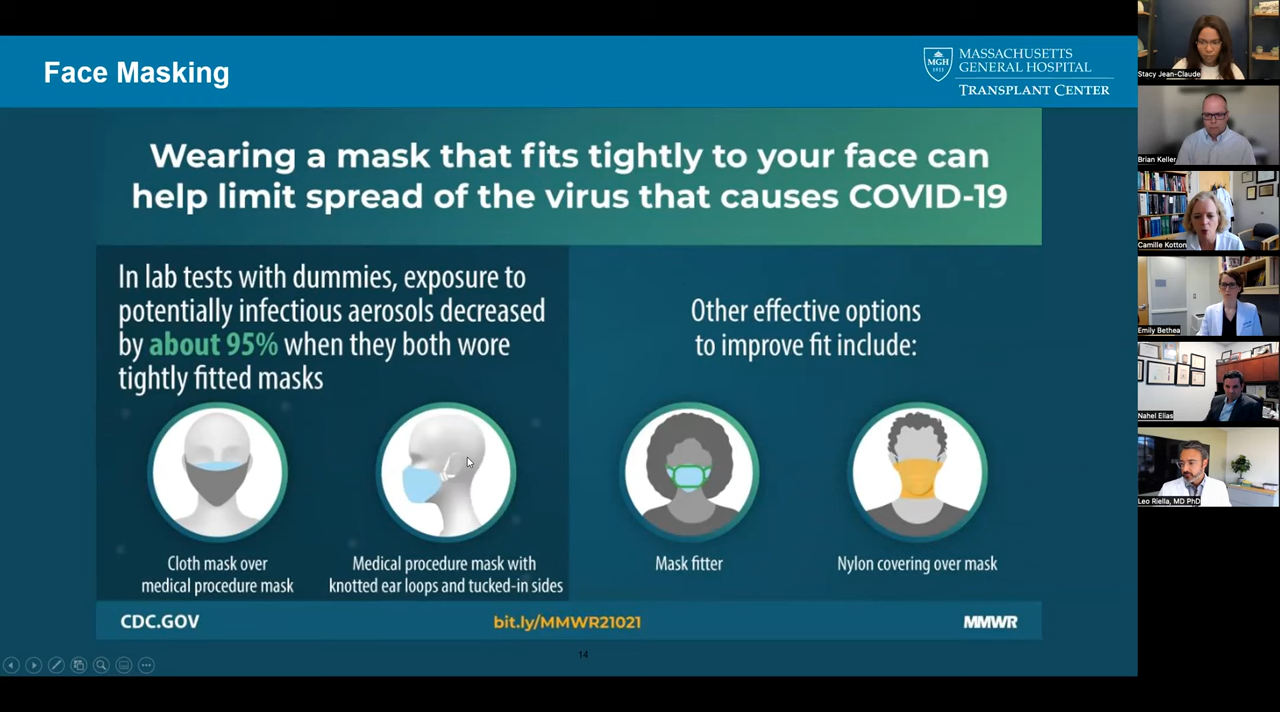 Face Masking
MGH
1811
MASSACHUSETTS
GENERAL HOSPITAL
TRANSPLANT CENTER
Wearing a mask that fits tightly to your face can
help limit spread of the virus that causes COVID-19
In lab tests with dummies, exposure to
potentially infectious aerosols decreased
by about 95% when they both wore
tightly fitted masks
Cloth mask over
medical procedure mask
Medical procedure mask with
knotted ear loops and tucked-in sides
Other effective options
to improve fit include:
Mask fitter
Nylon covering over mask
CDC.GOV
bit.ly/MMWR21021
MMWR
14
Stacy Jean-Claude
Brian Keller
Camille Kotton
Emily Bethea
Nahel Elias
Leo Riella, MD PhD